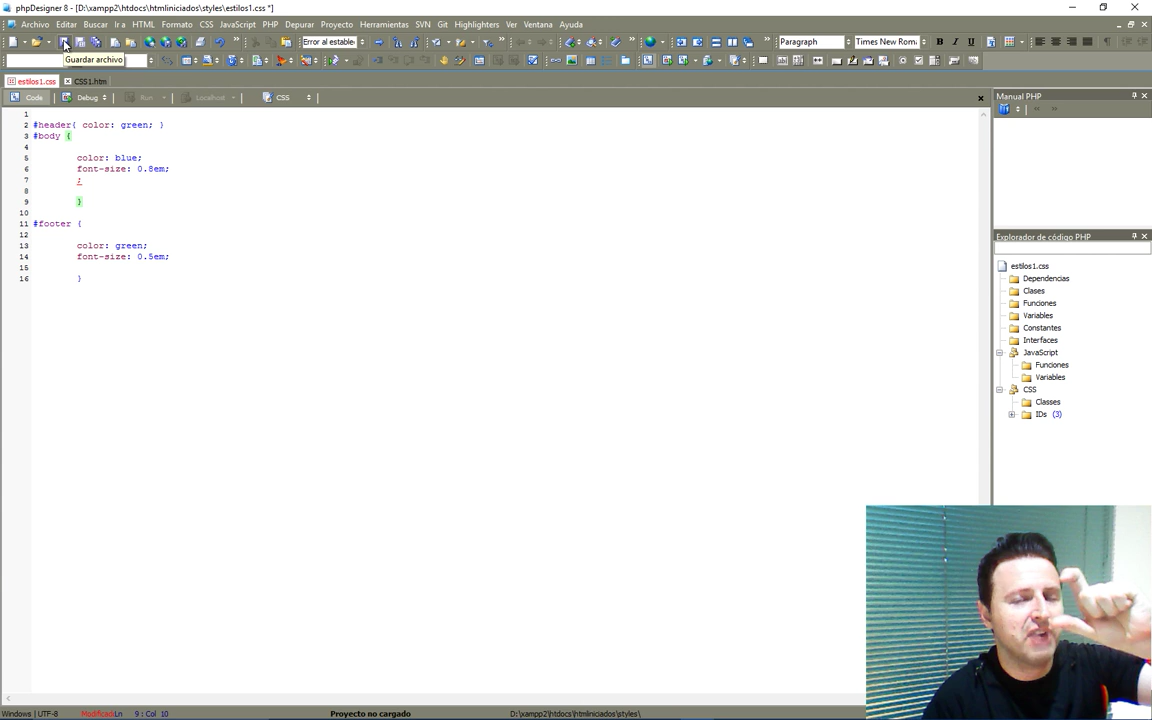 phpDesigner 8 - [D:\xampp2\htdocs\htmliniciados\styles\estilos1.css *]
Archivo Editar Buscar Ir a HTML Formato CSS JavaScript PHP Depurar Proyecto Herramientas SVN Git Highlighters Ver Ventana Ayuda
Error al estable
Paragraph
Times New Rom
Guardar archivo
estilos1.css
CSS1.htm
Code
Debug
Run
Localhost
CSS
1
2 #header{ color: green; }
3 #body {
4
5 color: blue;
6 font-size: 0.8em;
7 ;
8
9 }
10
11 #footer {
12
13 color: green;
14 font-size: 0.5em;
15
16 }
Manual PHP
Explorador de código PHP
estilos1.css
Dependencias
Clases
Funciones
Variables
Constantes
Interfaces
JavaScript
Funciones
Variables
CSS
Classes
IDs (3)
Windows | UTF-8
Modificad
Ln 9 : Col 10
Proyecto no cargado
D:\xampp2\htdocs\htmliniciados\styles\